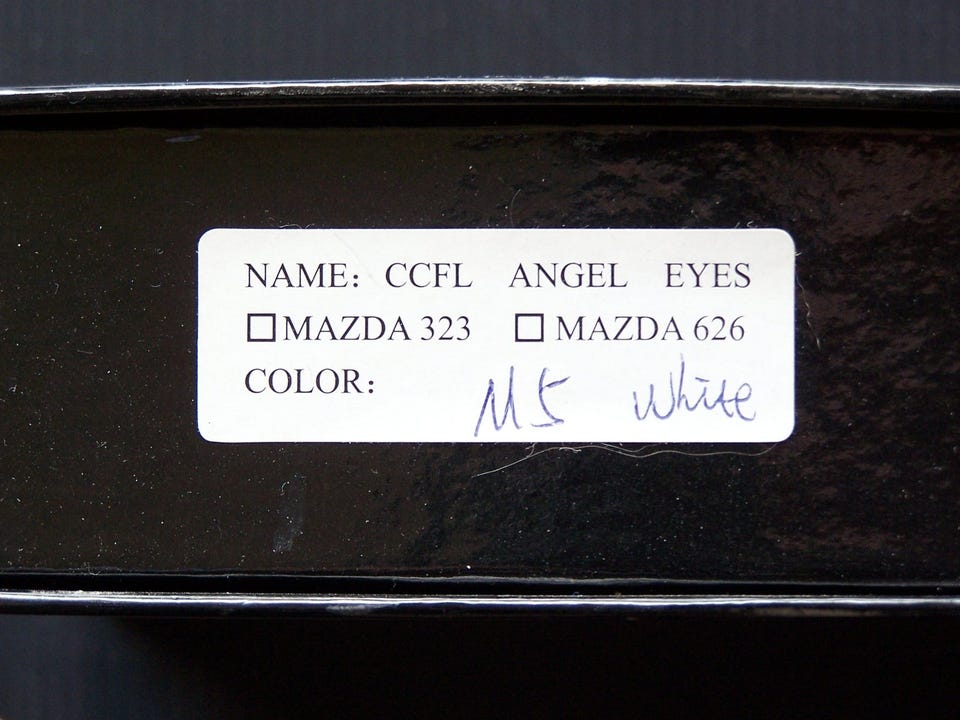 NAME: CCFL ANGEL EYES
☐MAZDA 323 ☐ MAZDA 626
COLOR: M5 White